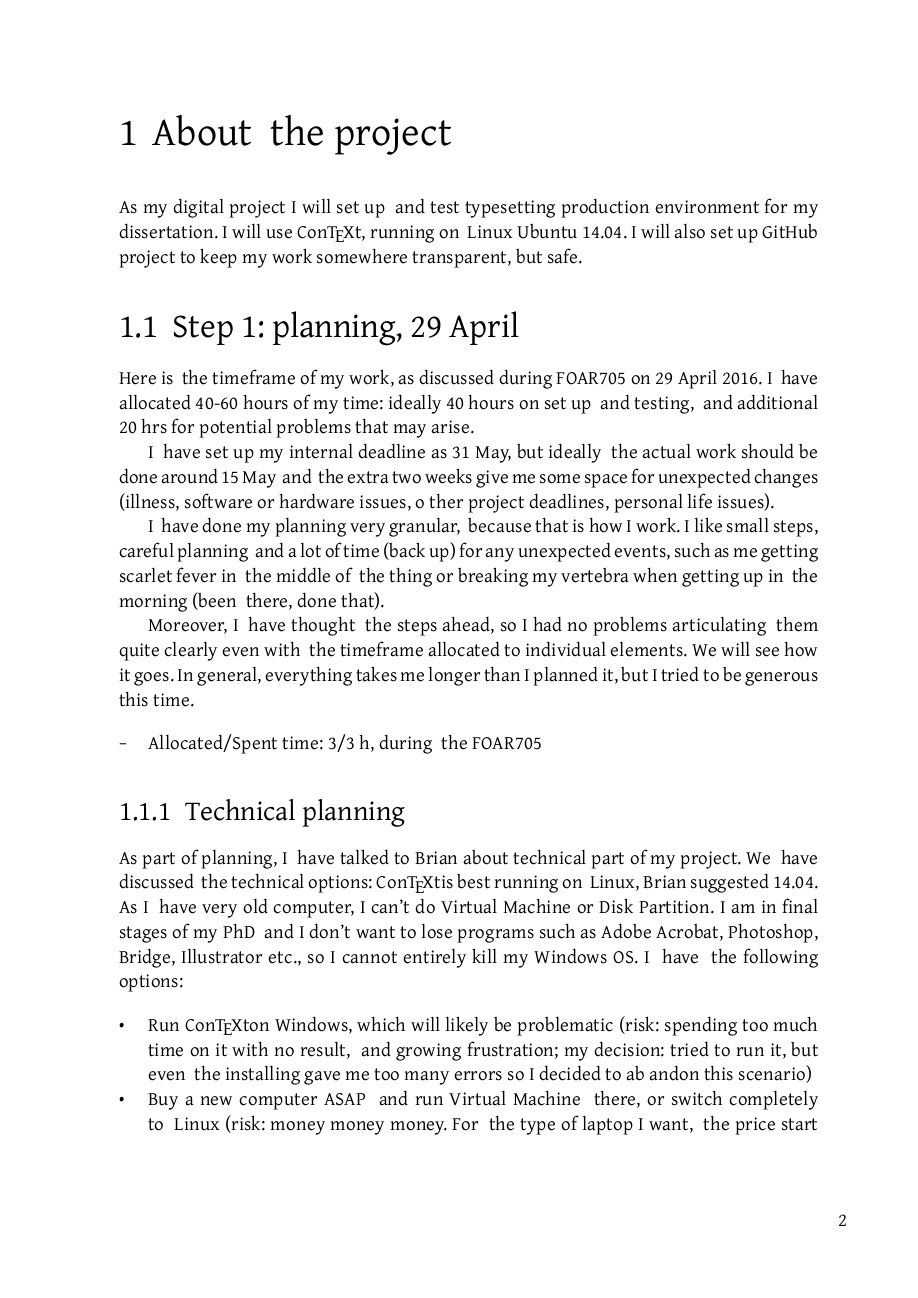 1 About the project
As my digital project I will set up and test typesetting production environment for my
dissertation. I will use ConTEXt, running on Linux Ubuntu 14.04. I will also set up GitHub
project to keep my work somewhere transparent, but safe.
1.1 Step 1: planning, 29 April
Here is the timeframe of my work, as discussed during FOAR705 on 29 April 2016. I have
allocated 40-60 hours of my time: ideally 40 hours on set up and testing, and additional
20 hrs for potential problems that may arise.
I have set up my internal deadline as 31 May, but ideally the actual work should be
done around 15 May and the extra two weeks give me some space for unexpected changes
(illness, software or hardware issues, o ther project deadlines, personal life issues).
I have done my planning very granular, because that is how I work. I like small steps,
careful planning and a lot of time (back up) for any unexpected events, such as me getting
scarlet fever in the middle of the thing or breaking my vertebra when getting up in the
morning (been there, done that).
Moreover, I have thought the steps ahead, so I had no problems articulating them
quite clearly even with the timeframe allocated to individual elements. We will see how
it goes. In general, everything takes me longer than I planned it, but I tried to be generous
this time.
– Allocated/Spent time: 3/3 h, during the FOAR705
1.1.1 Technical planning
As part of planning, I have talked to Brian about technical part of my project. We have
discussed the technical options: ConTEXtis best running on Linux, Brian suggested 14.04.
As I have very old computer, I can't do Virtual Machine or Disk Partition. I am in final
stages of my PhD and I don't want to lose programs such as Adobe Acrobat, Photoshop,
Bridge, Illustrator etc., so I cannot entirely kill my Windows OS. I have the following
options:
• Run ConTEXton Windows, which will likely be problematic (risk: spending too much
time on it with no result, and growing frustration; my decision: tried to run it, but
even the installing gave me too many errors so I decided to ab andon this scenario)
• Buy a new computer ASAP and run Virtual Machine there, or switch completely
to Linux (risk: money money money. For the type of laptop I want, the price start
2